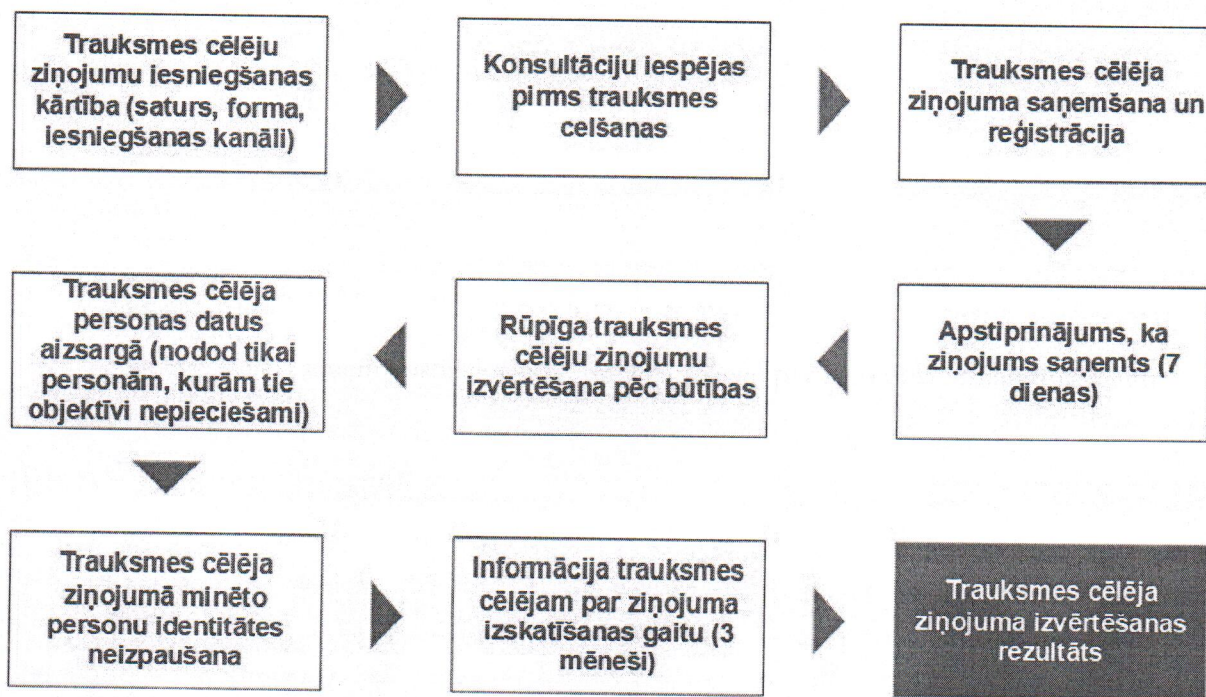 Trauksmes cēlēju
ziņojumu iesniegšanas
kārtība (saturs, forma,
iesniegšanas kanāli)
Konsultāciju iespējas
pirms trauksmes
celšanas
Trauksmes cēlēja
ziņojuma saņemšana un
reģistrācija
Apstiprinājums, ka
ziņojums saņemts (7
dienas)
Rūpīga trauksmes
cēlēju ziņojumu
izvērtēšana pēc būtības
Trauksmes cēlēja
personas datus
aizsargā (nodod tikai
personām, kurām tie
objektīvi nepieciešami)
Trauksmes cēlēja
ziņojumā minēto
personu identitātes
neizpaušana
Informācija trauksmes
cēlējam par ziņojuma
izskatīšanas gaitu (3
mēneši)
Trauksmes cēlēja
ziņojuma izvērtēšanas
rezultāts